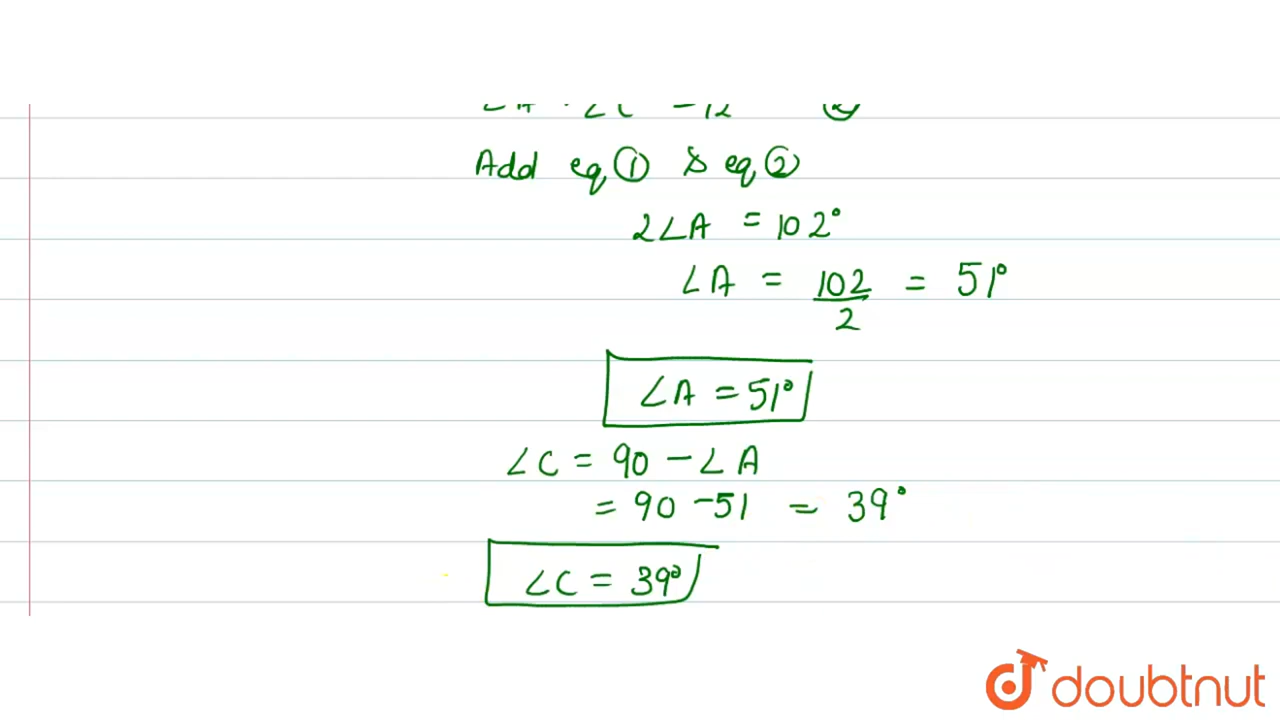 Add eq ① & eq ②
2∠A = 102°
∠A = 102/2 = 51°
∠A = 51°
∠C = 90 - ∠A
= 90 - 51 = 39°
∠C = 39°
doubtnut